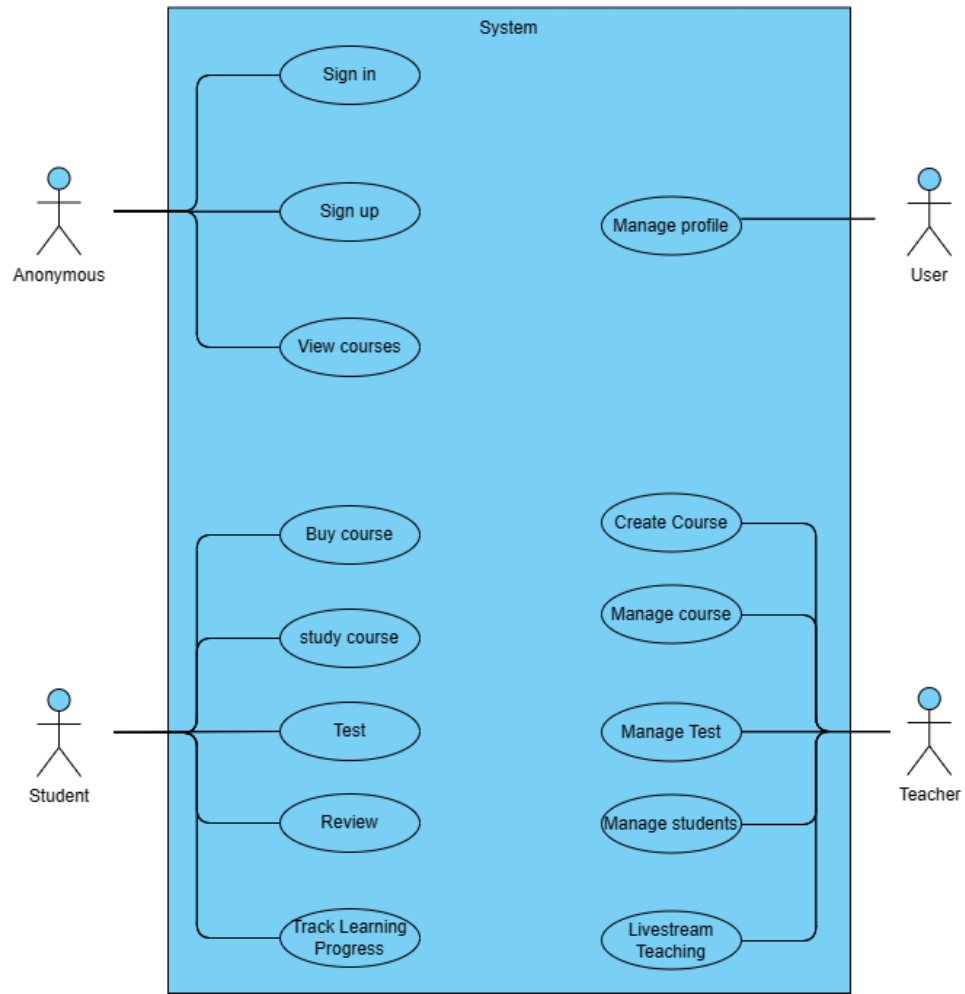 System
Sign in
Sign up
Manage profile
Anonymous
User
View courses
Buy course
Create Course
study course
Manage course
Test
Manage Test
Student
Teacher
Review
Manage students
Track Learning
Progress
Livestream
Teaching